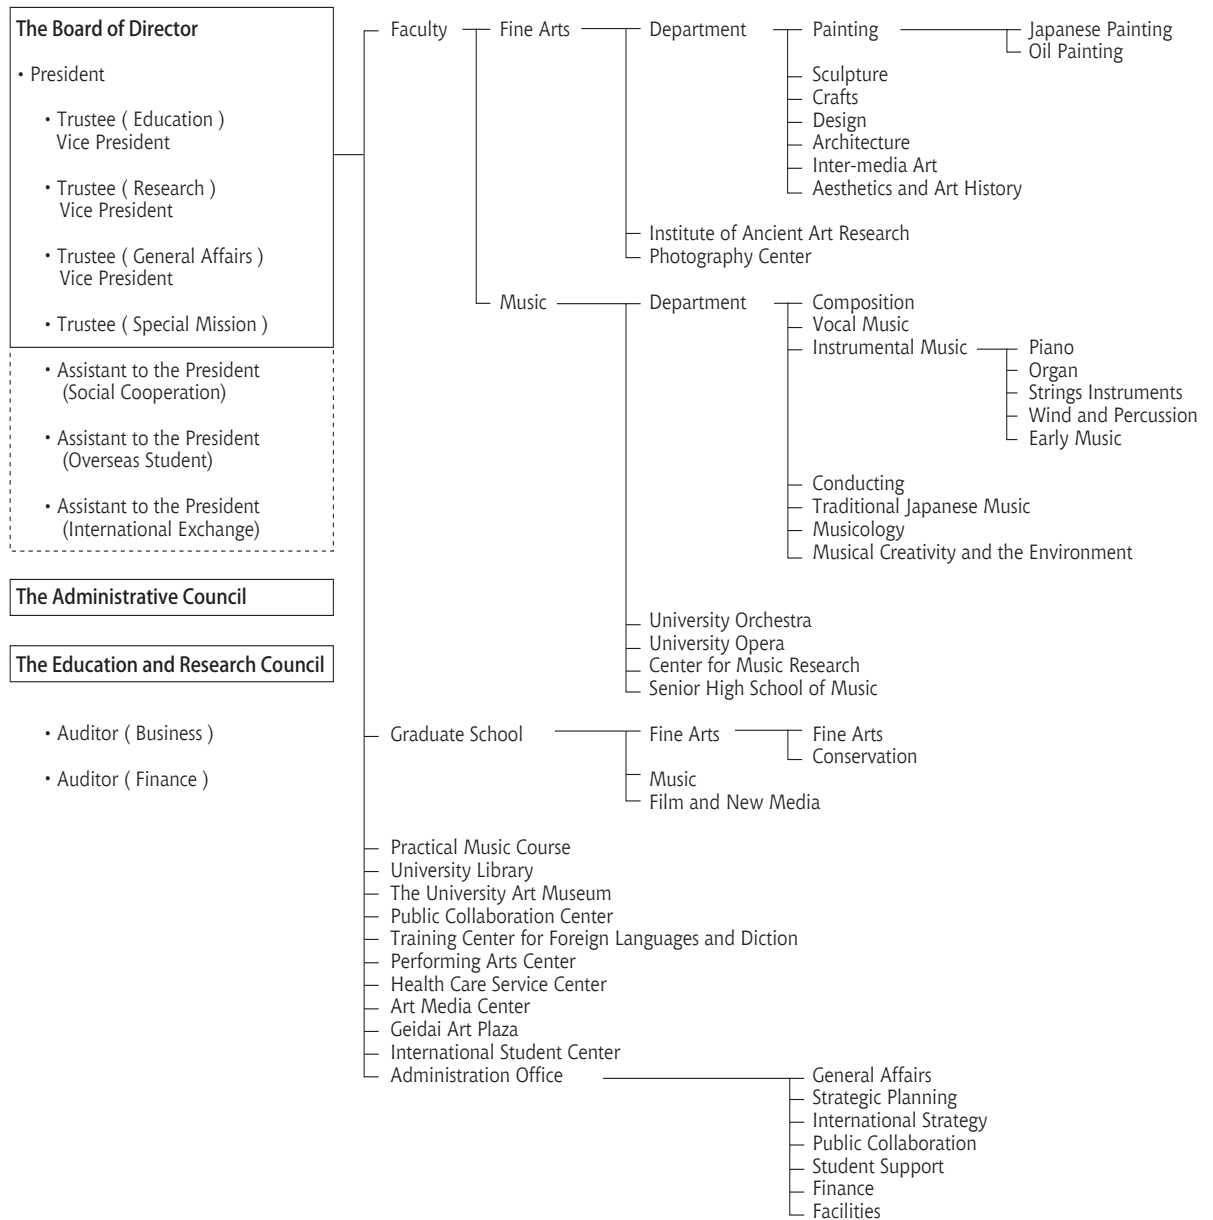 The Board of Director
• President
• Trustee ( Education )
Vice President
• Trustee ( Research )
Vice President
• Trustee ( General Affairs )
Vice President
• Trustee ( Special Mission )
• Assistant to the President
(Social Cooperation)
• Assistant to the President
(Overseas Student)
• Assistant to the President
(International Exchange)
The Administrative Council
The Education and Research Council
• Auditor ( Business )
• Auditor ( Finance )
Faculty
Fine Arts
Department
Painting
Japanese Painting
Oil Painting
Sculpture
Crafts
Design
Architecture
Inter-media Art
Aesthetics and Art History
Institute of Ancient Art Research
Photography Center
Music
Department
Composition
Vocal Music
Instrumental Music
Piano
Organ
Strings Instruments
Wind and Percussion
Early Music
Conducting
Traditional Japanese Music
Musicology
Musical Creativity and the Environment
University Orchestra
University Opera
Center for Music Research
Senior High School of Music
Graduate School
Fine Arts
Fine Arts
Conservation
Music
Film and New Media
Practical Music Course
University Library
The University Art Museum
Public Collaboration Center
Training Center for Foreign Languages and Diction
Performing Arts Center
Health Care Service Center
Art Media Center
Geidai Art Plaza
International Student Center
Administration Office
General Affairs
Strategic Planning
International Strategy
Public Collaboration
Student Support
Finance
Facilities